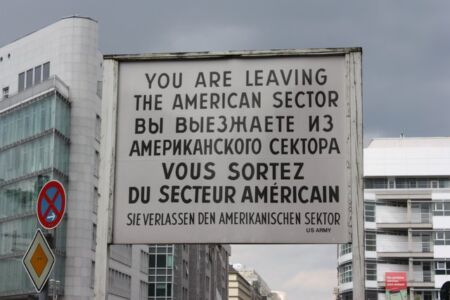 YOU ARE LEAVING
THE AMERICAN SECTOR
ВЫ ВЫЕЗЖАЕТЕ ИЗ
АМЕРИКАНСКОГО СЕКТОРА
VOUS SORTEZ
DU SECTEUR AMÉRICAIN
SIE VERLASSEN DEN AMERIKANISCHEN SEKTOR
US ARMY